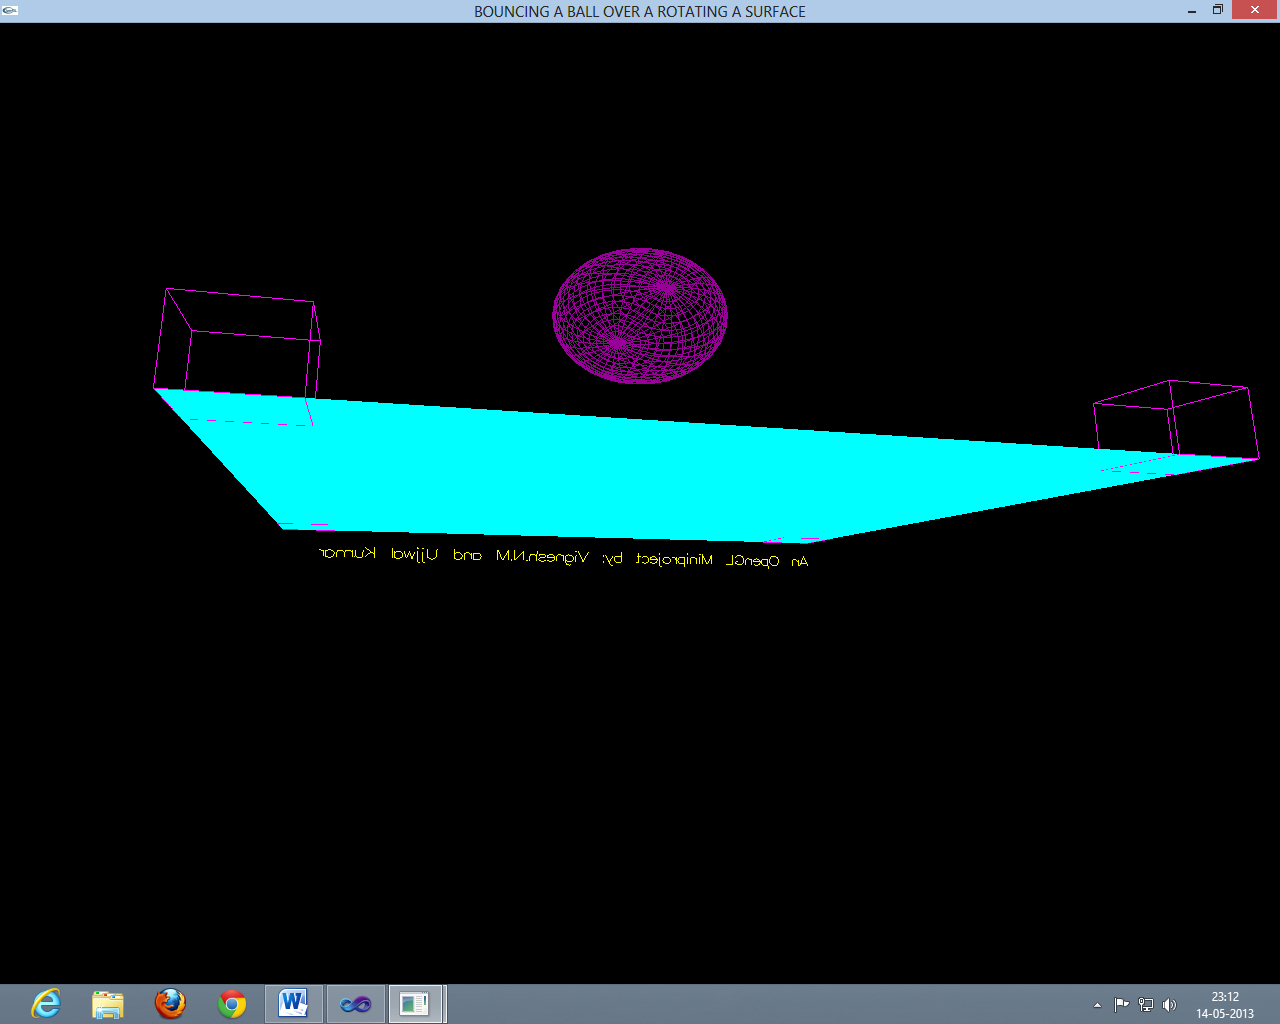 BOUNCING A BALL OVER A ROTATING A SURFACE
An OpenGL Miniproject by: Vignesh.N.M and Ujjwal Kumar
23:12
14-05-2013